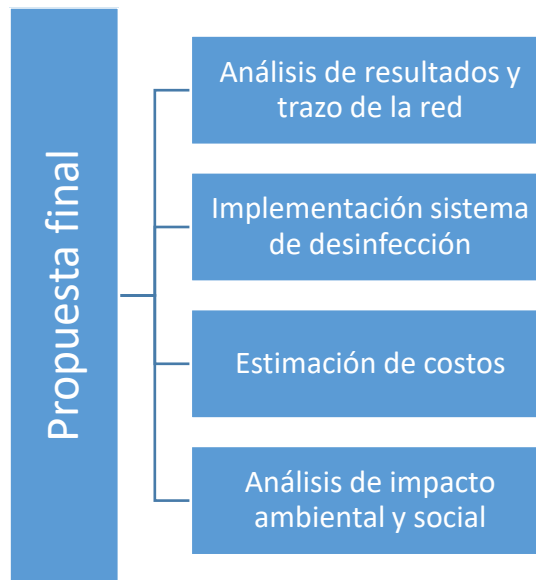 Propuesta final
Análisis de resultados y
trazo de la red
Implementación sistema
de desinfección
Estimación de costos
Análisis de impacto
ambiental y social